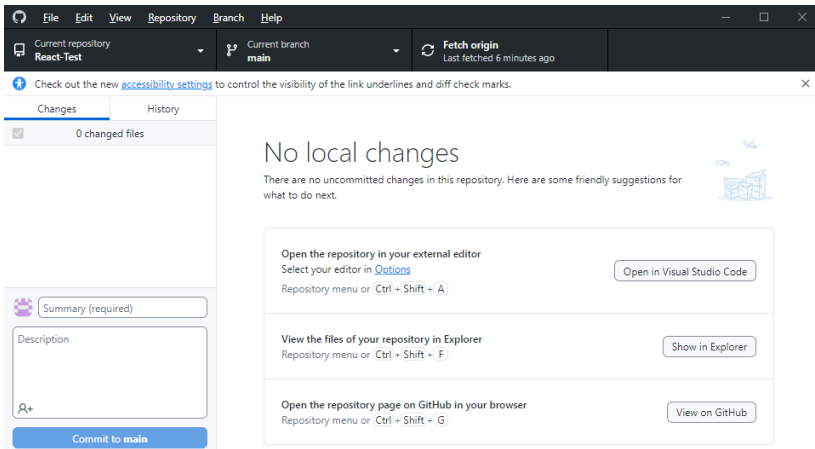 File Edit View Repository Branch Help
Current repository
React-Test
Current branch
main
Fetch origin
Last fetched 6 minutes ago
Check out the new accessibility settings to control the visibility of the link underlines and diff check marks.
Changes History
0 changed files
No local changes
There are no uncommitted changes in this repository. Here are some friendly suggestions for
what to do next.
Open the repository in your external editor
Select your editor in Options
Repository menu or Ctrl + Shift + A
Open in Visual Studio Code
View the files of your repository in Explorer
Repository menu or Ctrl + Shift + F
Show in Explorer
Open the repository page on GitHub in your browser
Repository menu or Ctrl + Shift + G
View on GitHub
Summary (required)
Description
Commit to main